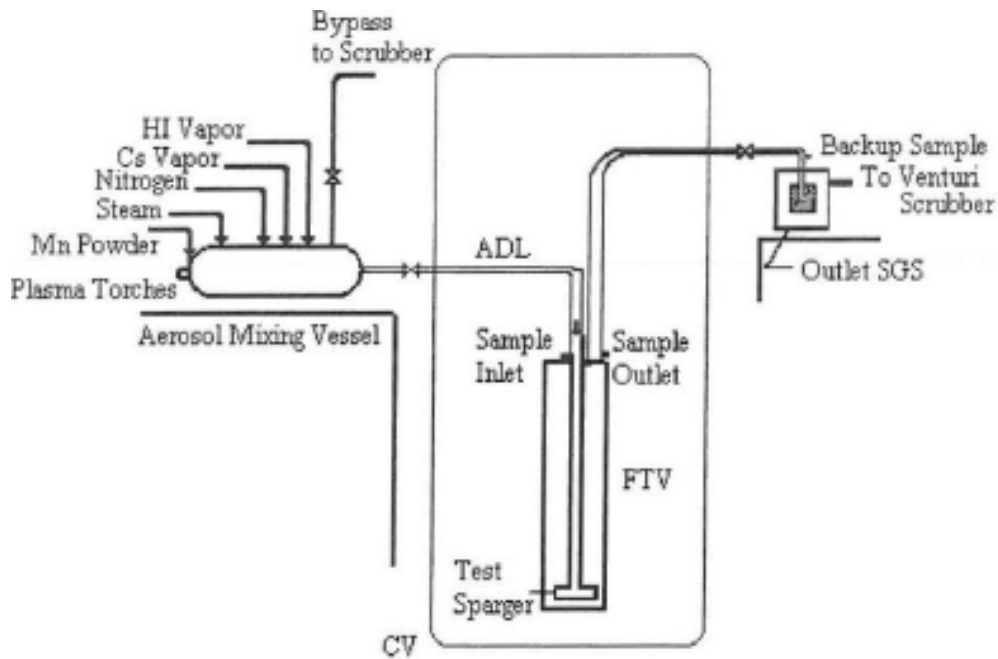 Bypass
to Scrubber
HI Vapor
Cs Vapor
Nitrogen
Steam
Mn Powder
Plasma Torches
Aerosol Mixing Vessel
ADL
Sample
Inlet
Sample
Outlet
FTV
Test
Sparger
CV
Backup Sample
To Venturi
Scrubber
Outlet SGS